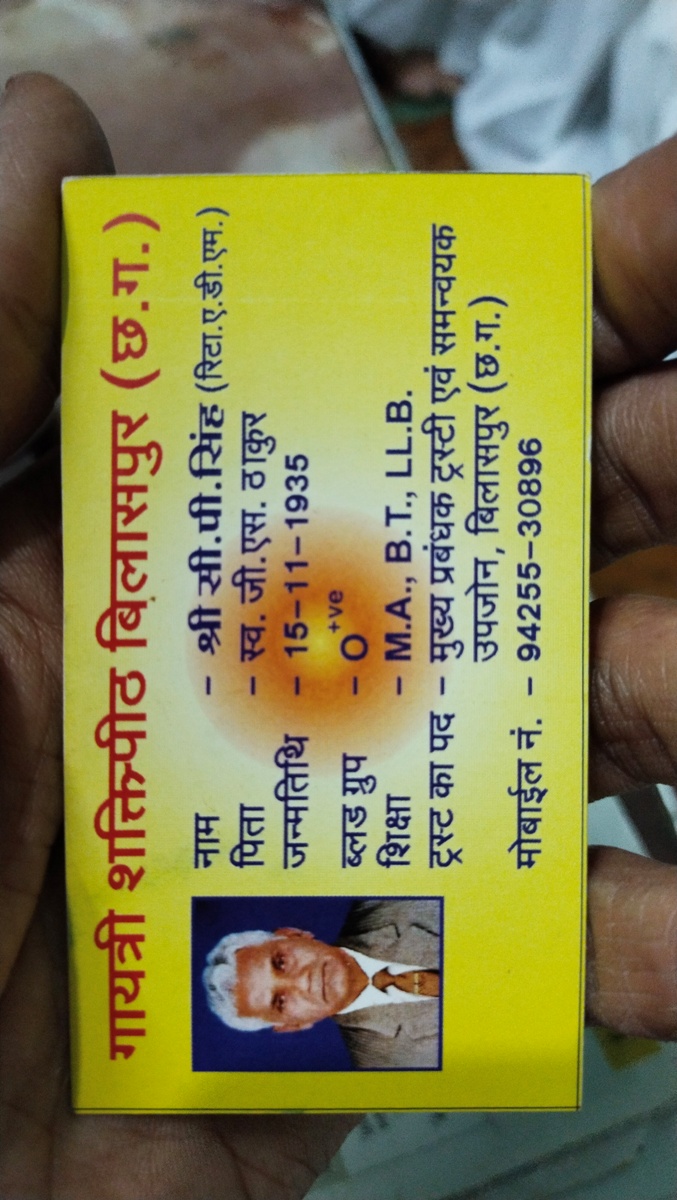 गायत्री शक्तिपीठ बिलासपुर (छ.ग.)
नाम - श्री सी.पी.सिंह (रिटा.ए.डी.एम.)
पिता - स्व. जी.एस. ठाकुर
जन्मतिथि - 15-11-1935
ब्लड ग्रुप - O +ve
शिक्षा - M.A., B.T., LL.B.
ट्रस्ट का पद - मुख्य प्रबंधक ट्रस्टी एवं समन्वयक
उपजोन, बिलासपुर (छ.ग.)
मोबाईल नं. - 94255-30896